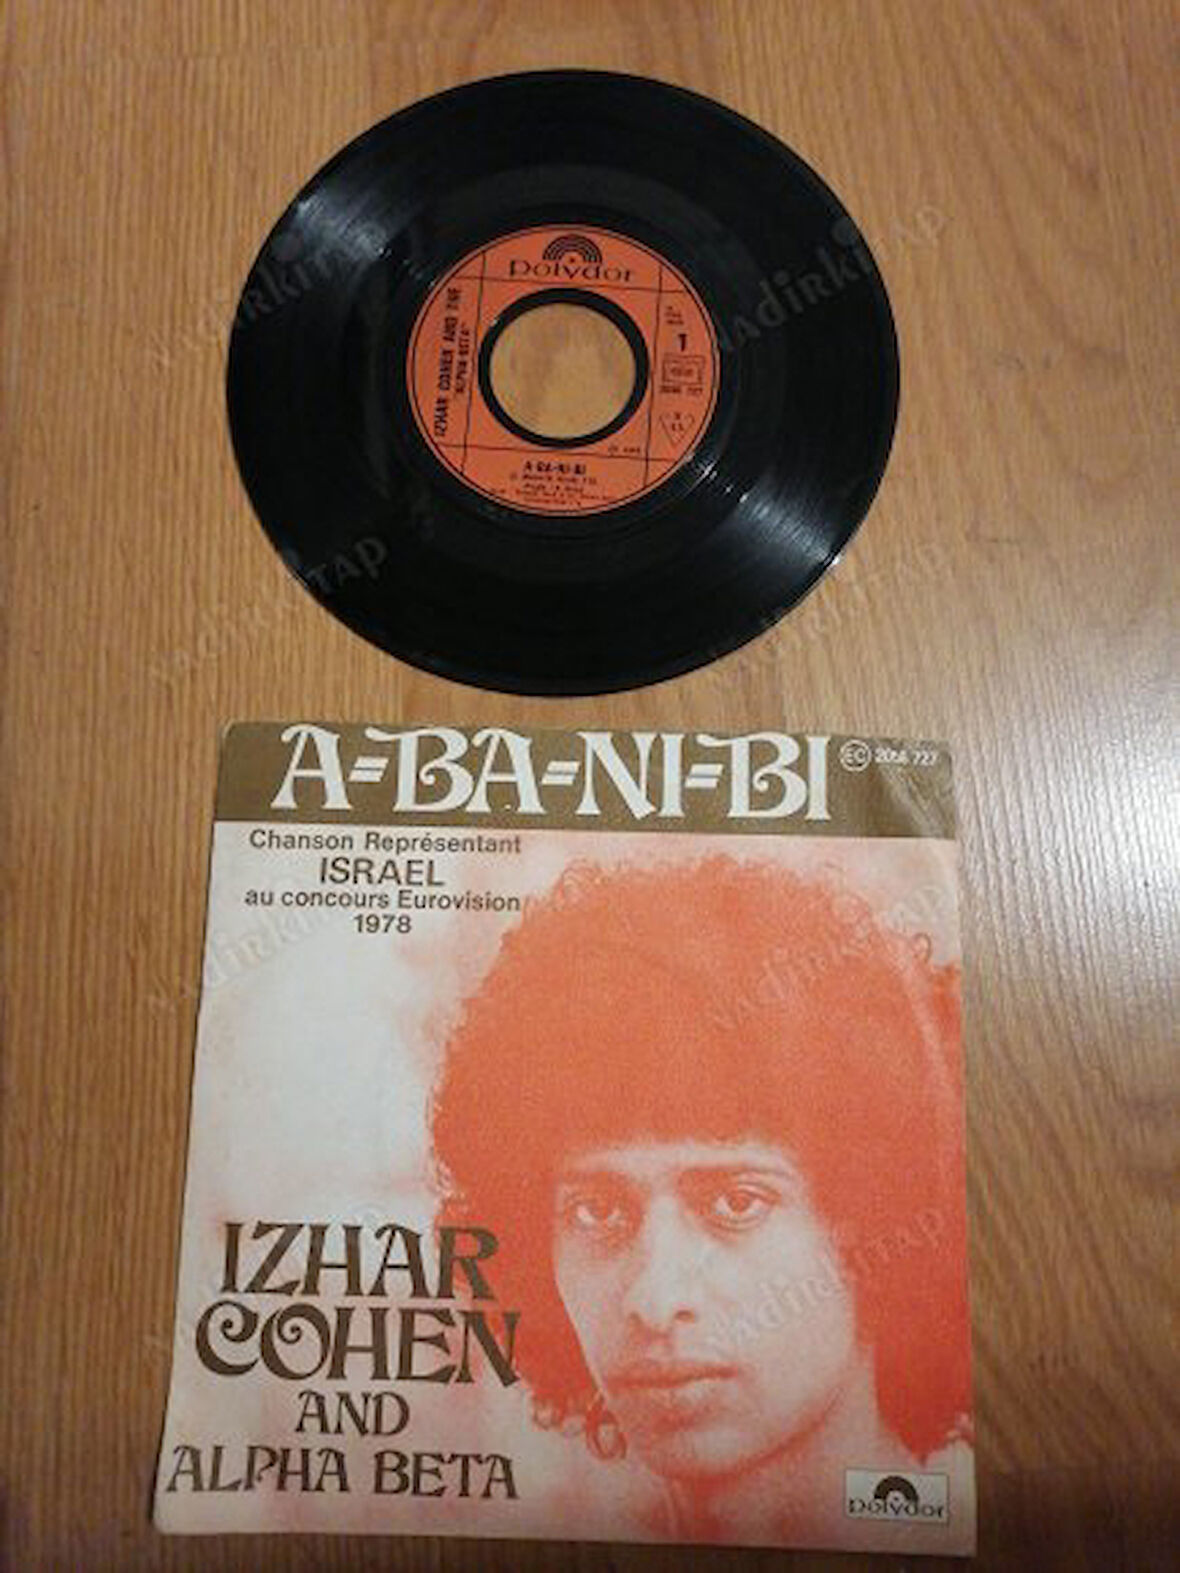 polydor
IZHAR COHEN AND THE
"ALPHA-BETA"
1
A-BA-NI-BI
A-BA-NI-BI
2056 727
Chanson Représentant
ISRAEL
au concours Eurovision
1978
IZHAR
COHEN
AND
ALPHA BETA
polydor
nadirkitap